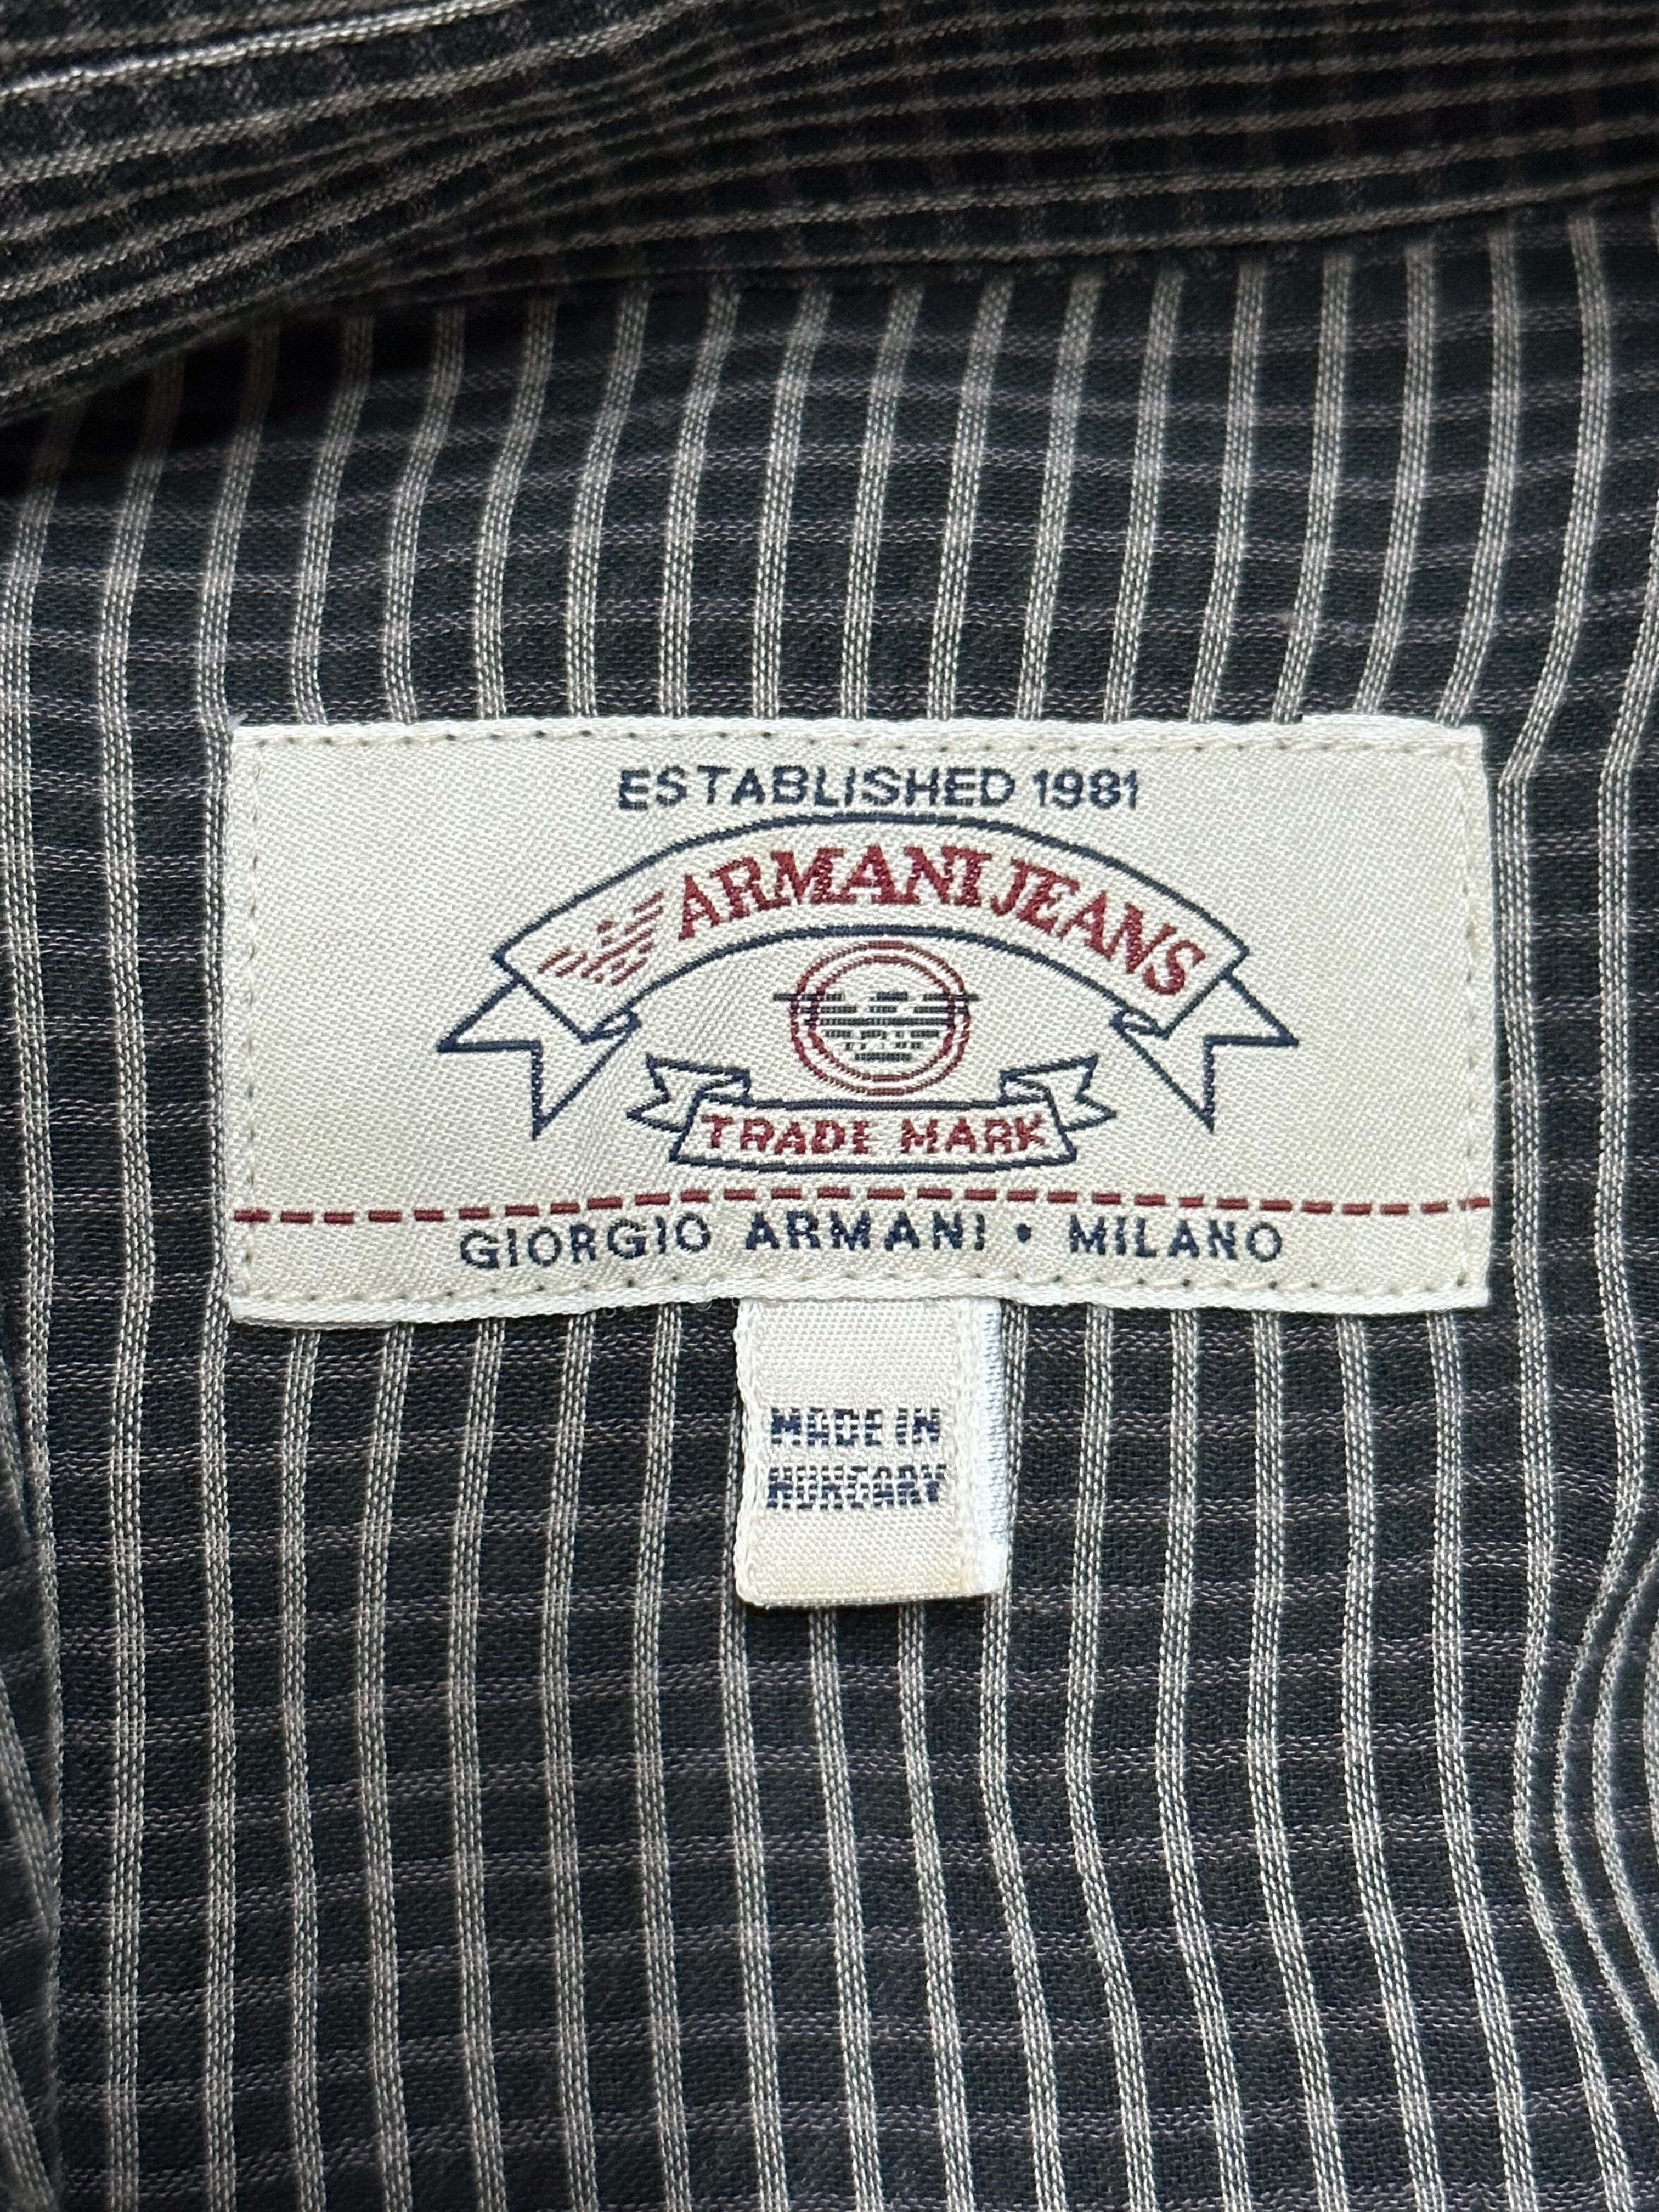 ESTABLISHED 1981
ARMANI JEANS
TRADE MARK
GIORGIO ARMANI • MILANO
MADE IN
HUNGARY